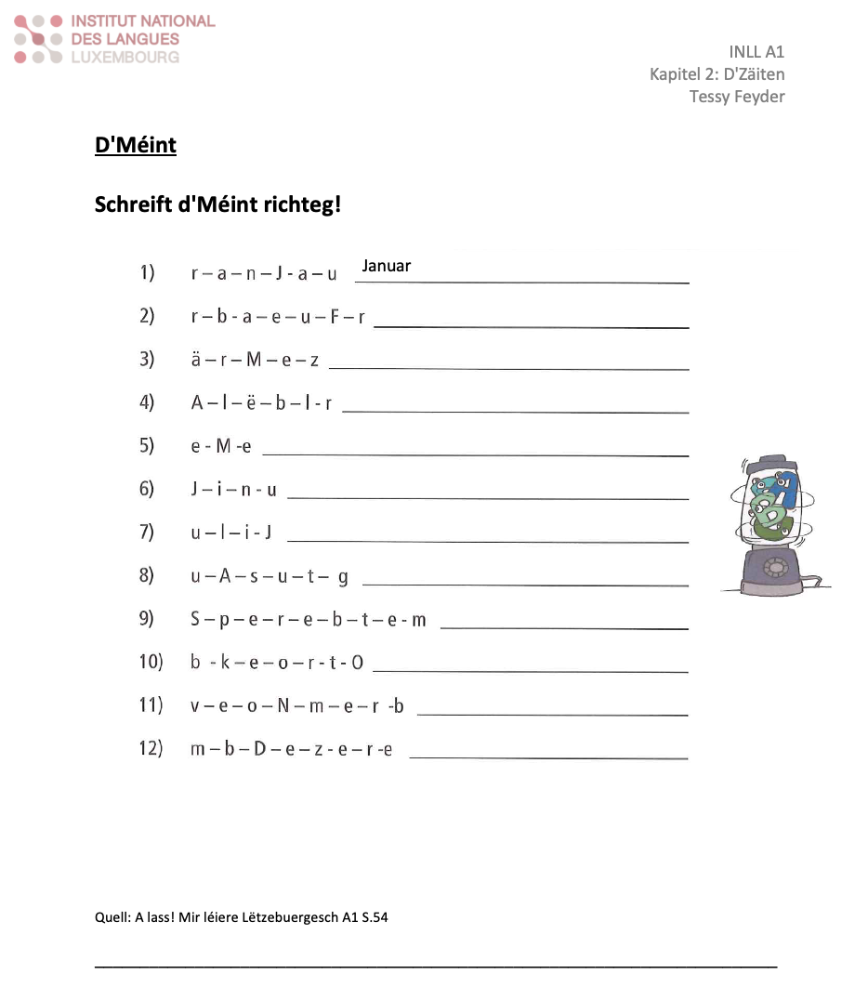 INSTITUT NATIONAL
DES LANGUES
LUXEMBOURG
INLL A1
Kapitel 2: D'Zäiten
Tessy Feyder
D'Méint
Schreift d'Méint richteg!
1) r – a – n – J - a – u Januar
2) r – b - a – e – u – F – r
3) ä – r – M – e – z
4) A – l – ë – b – l - r
5) e - M -e
6) J – i – n - u
7) u – l – i - J
8) u – A – s – u – t – g
9) S – p – e – r – e – b – t – e - m
10) b - k – e – o – r - t - O
11) v – e – o – N – m – e – r -b
12) m – b – D – e – z - e – r -e
Quell: A lass! Mir léiere Lëtzebuergesch A1 S.54